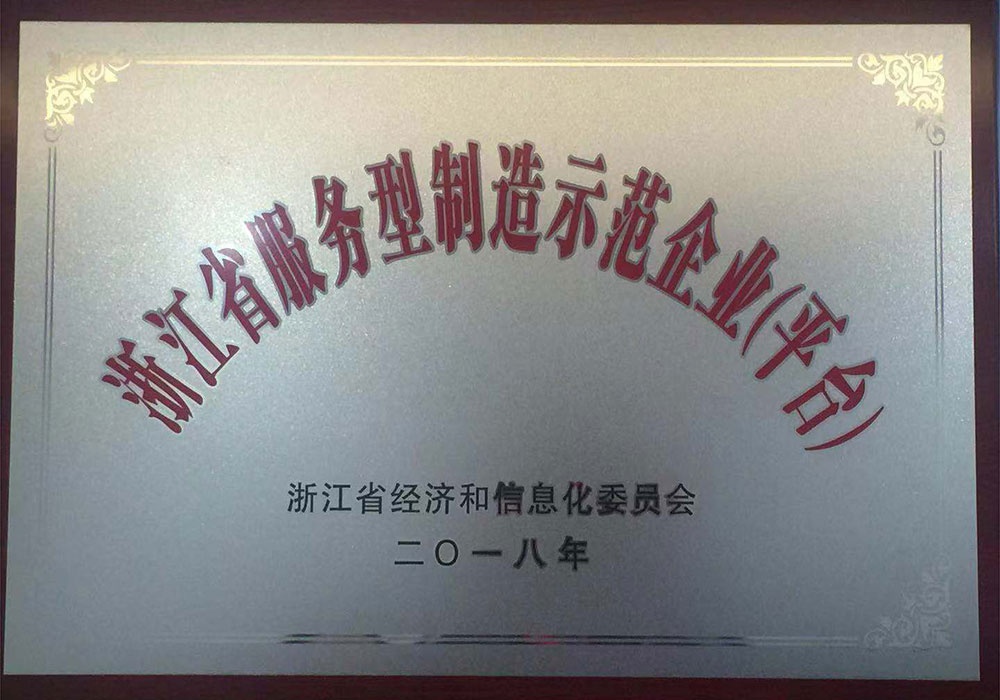 浙江省服务型制造示范企业(平台)
浙江省经济和信息化委员会
二〇一八年